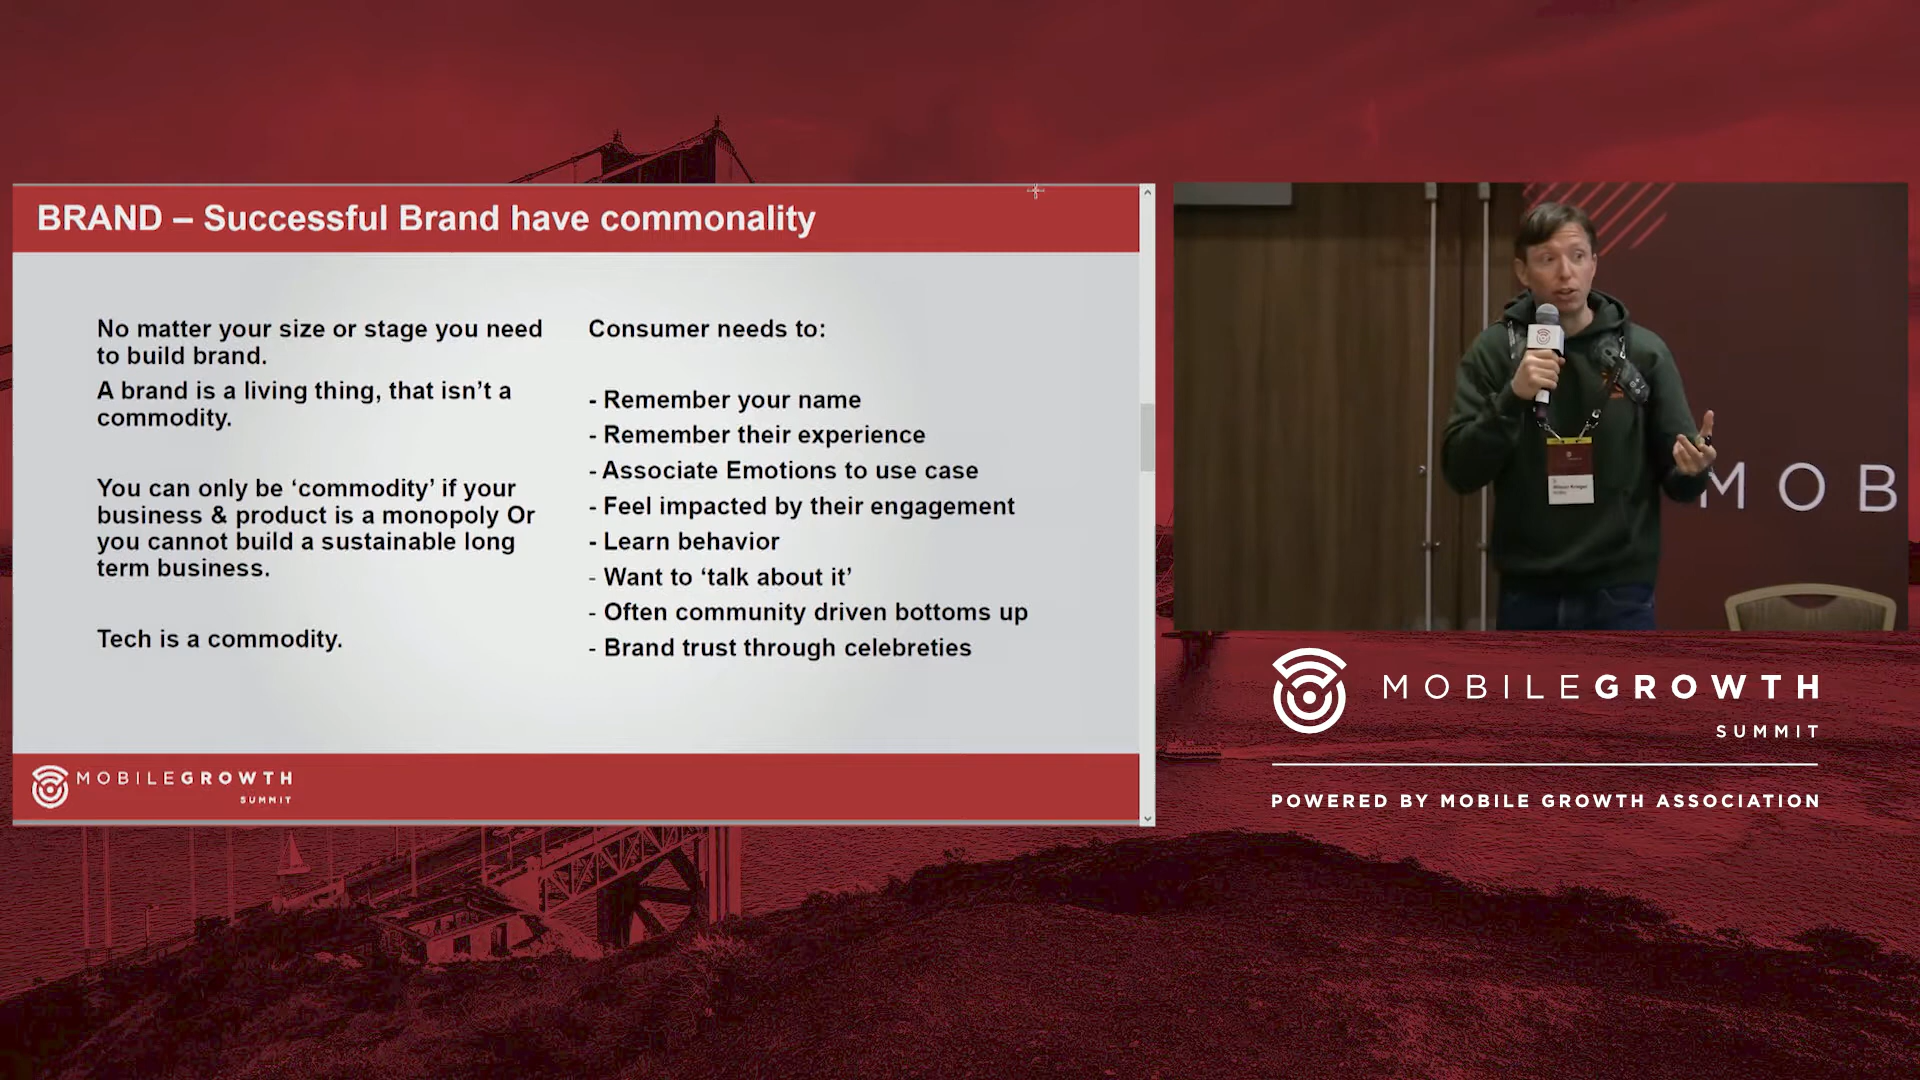 BRAND – Successful Brand have commonality
No matter your size or stage you need
to build brand.
A brand is a living thing, that isn’t a
commodity.
You can only be ‘commodity’ if your
business & product is a monopoly Or
you cannot build a sustainable long
term business.
Tech is a commodity.
Consumer needs to:
- Remember your name
- Remember their experience
- Associate Emotions to use case
- Feel impacted by their engagement
- Learn behavior
- Want to ‘talk about it’
- Often community driven bottoms up
- Brand trust through celebreties
MOBILEGROWTH
SUMMIT
MOB
MOBILEGROWTH
SUMMIT
POWERED BY MOBILE GROWTH ASSOCIATION